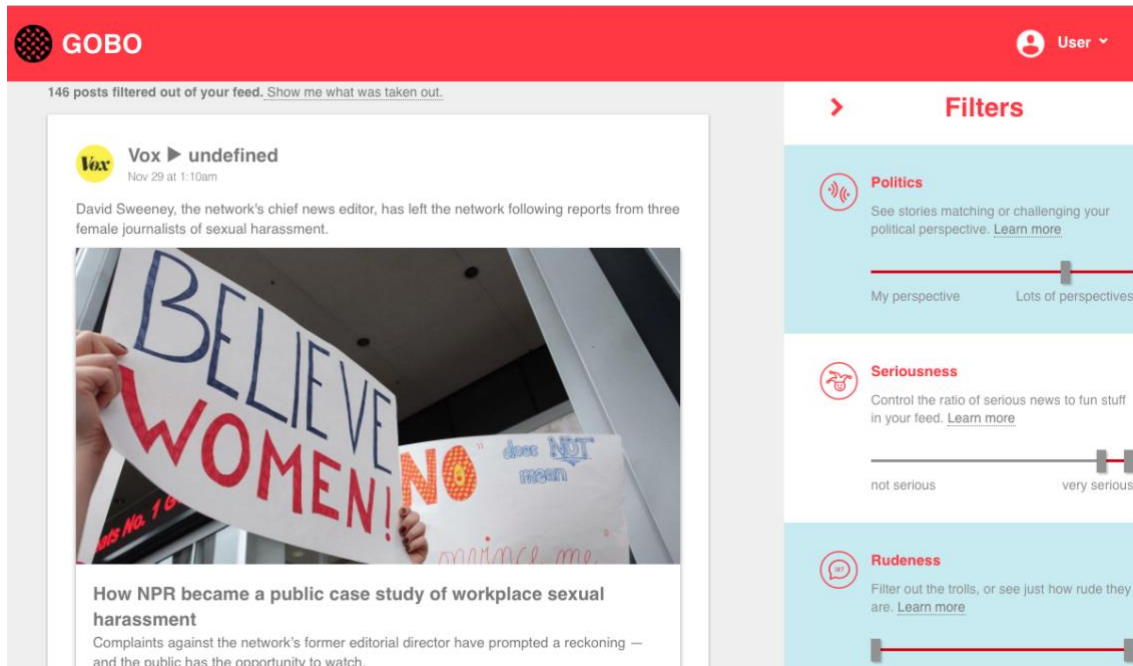 GOBO
User
146 posts filtered out of your feed. Show me what was taken out.
Vox
Vox ▶ undefined
Nov 29 at 1:10am
David Sweeney, the network's chief news editor, has left the network following reports from three
female journalists of sexual harassment.
BELIEVE
WOMEN!
NO" does NOT
mean
convince me"
No. 1
How NPR became a public case study of workplace sexual
harassment
Complaints against the network's former editorial director have prompted a reckoning —
and the public has the opportunity to watch.
Filters
Politics
See stories matching or challenging your
political perspective. Learn more
My perspective Lots of perspectives
Seriousness
Control the ratio of serious news to fun stuff
in your feed. Learn more
not serious very serious
Rudeness
Filter out the trolls, or see just how rude they
are. Learn more